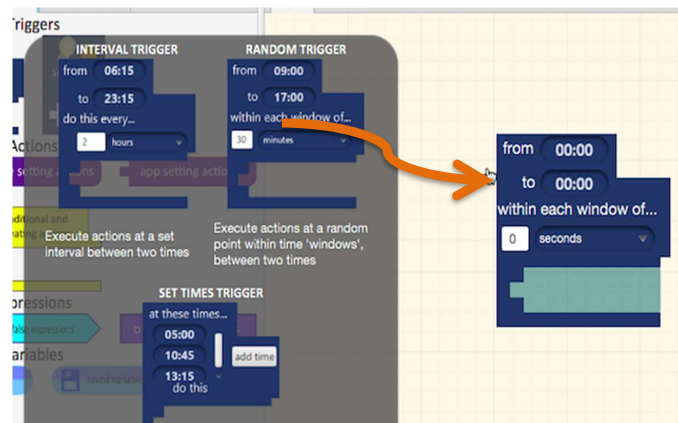 Triggers
INTERVAL TRIGGER
from 06:15
to 23:15
do this every...
2 hours
Execute actions at a set
interval between two times
RANDOM TRIGGER
from 09:00
to 17:00
within each window of...
30 minutes
Execute actions at a random
point within time 'windows',
between two times
SET TIMES TRIGGER
at these times...
05:00
10:45
13:15
add time
do this
Actions
setting
app setting
and
false expressions
saved variable
from 00:00
to 00:00
within each window of...
0 seconds